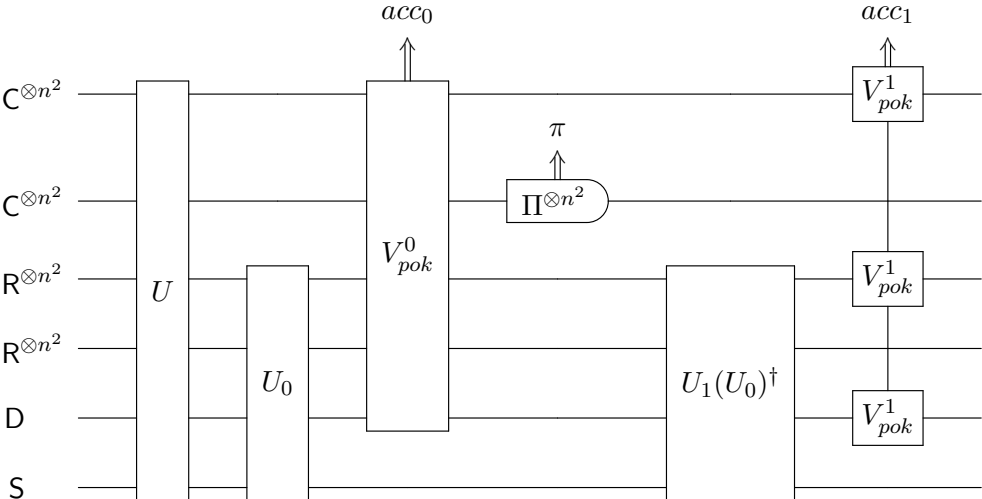 acc₀ acc₁
C^{⊗n²} V¹_{pok}
π
C^{⊗n²} Π^{⊗n²}
V⁰_{pok}
R^{⊗n²} V¹_{pok}
U
R^{⊗n²}
U₀ U₁(U₀)†
D V¹_{pok}
S